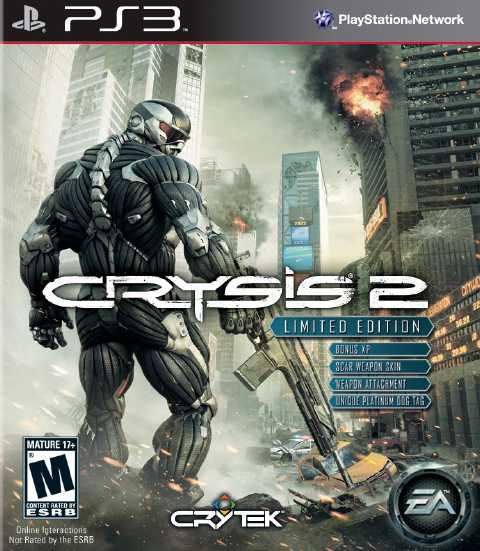 PS3
PlayStation®Network
CRYSIS 2
LIMITED EDITION
BONUS XP
SCAR WEAPON SKIN
WEAPON ATTACHMENT
UNIQUE PLATINUM DOG TAG
MATURE 17+
M
CONTENT RATED BY
ESRB
Online Interactions
Not Rated by the ESRB
CRYTEK
EA